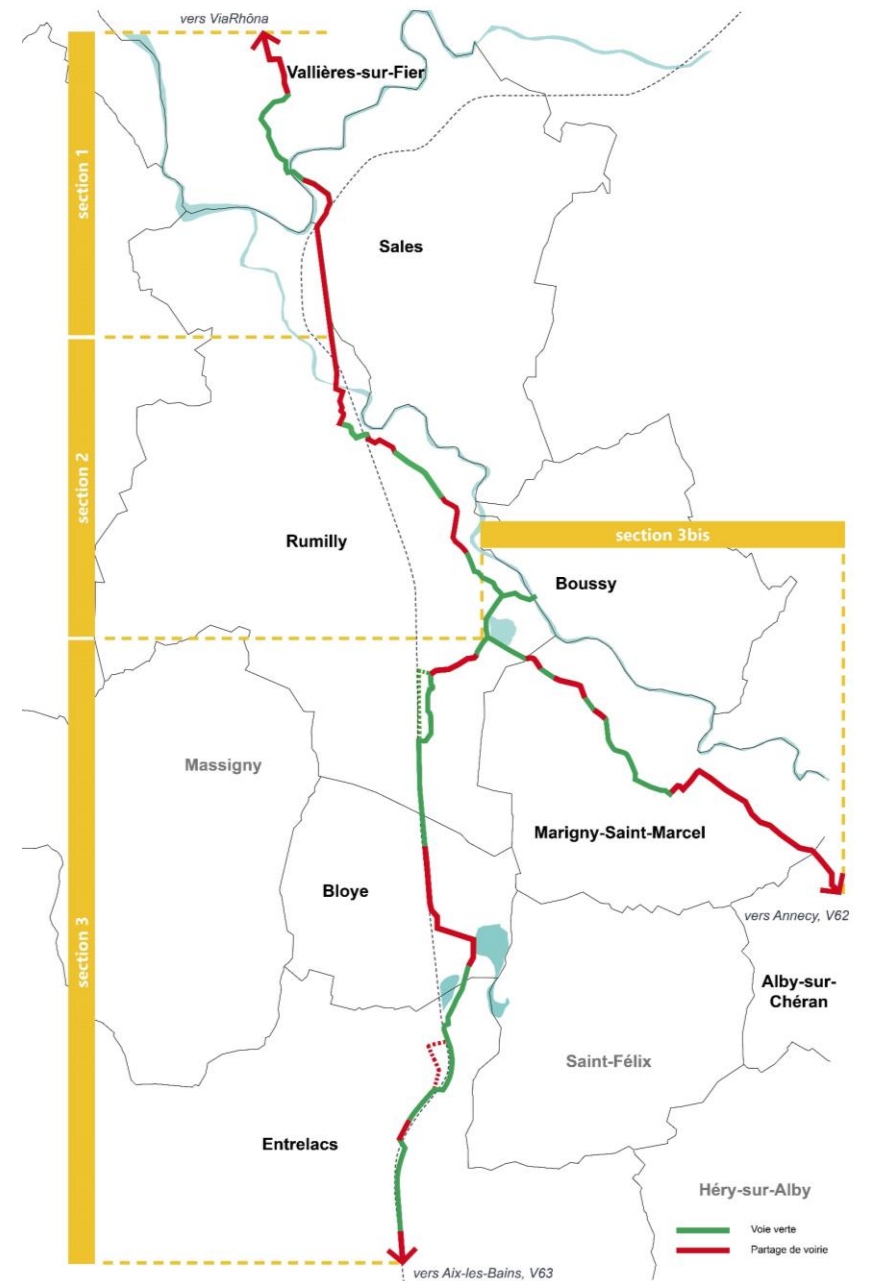 vers ViaRhôna
Vallières-sur-Fier
section 1
Sales
section 2
Rumilly
section 3bis
Boussy
Massigny
Marigny-Saint-Marcel
Bloye
section 3
vers Annecy, V62
Alby-sur-
Chéran
Saint-Félix
Entrelacs
Héry-sur-Alby
Voie verte
Partage de voirie
vers Aix-les-Bains, V63